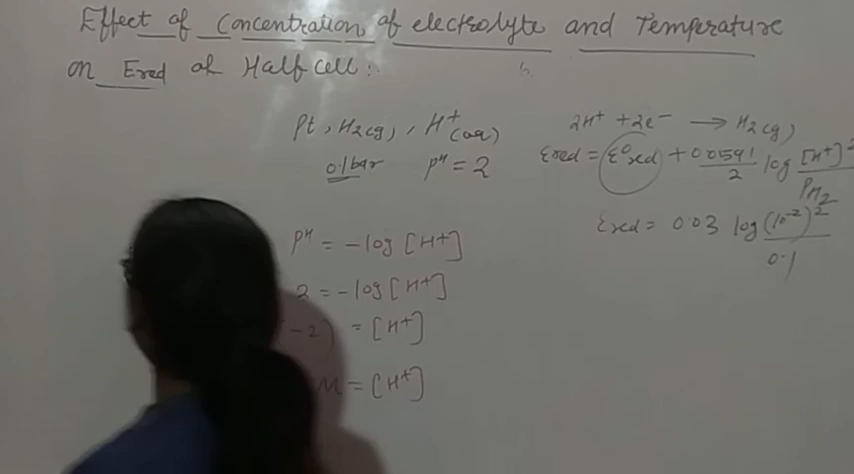 Effect of Concentration of electrolyte and Temperature
on Ered of Half cell :
Pt, H2(g), H+(aq)
0.1 bar pH = 2
pH = -log [H+]
2 = -log [H+]
-2) = [H+]
M = [H+]
2H+ + 2e- → H2(g)
Ered = E°red + 0.0591/2 log [H+]2/PH2
Ered = 0.03 log (10-2)2/0.1